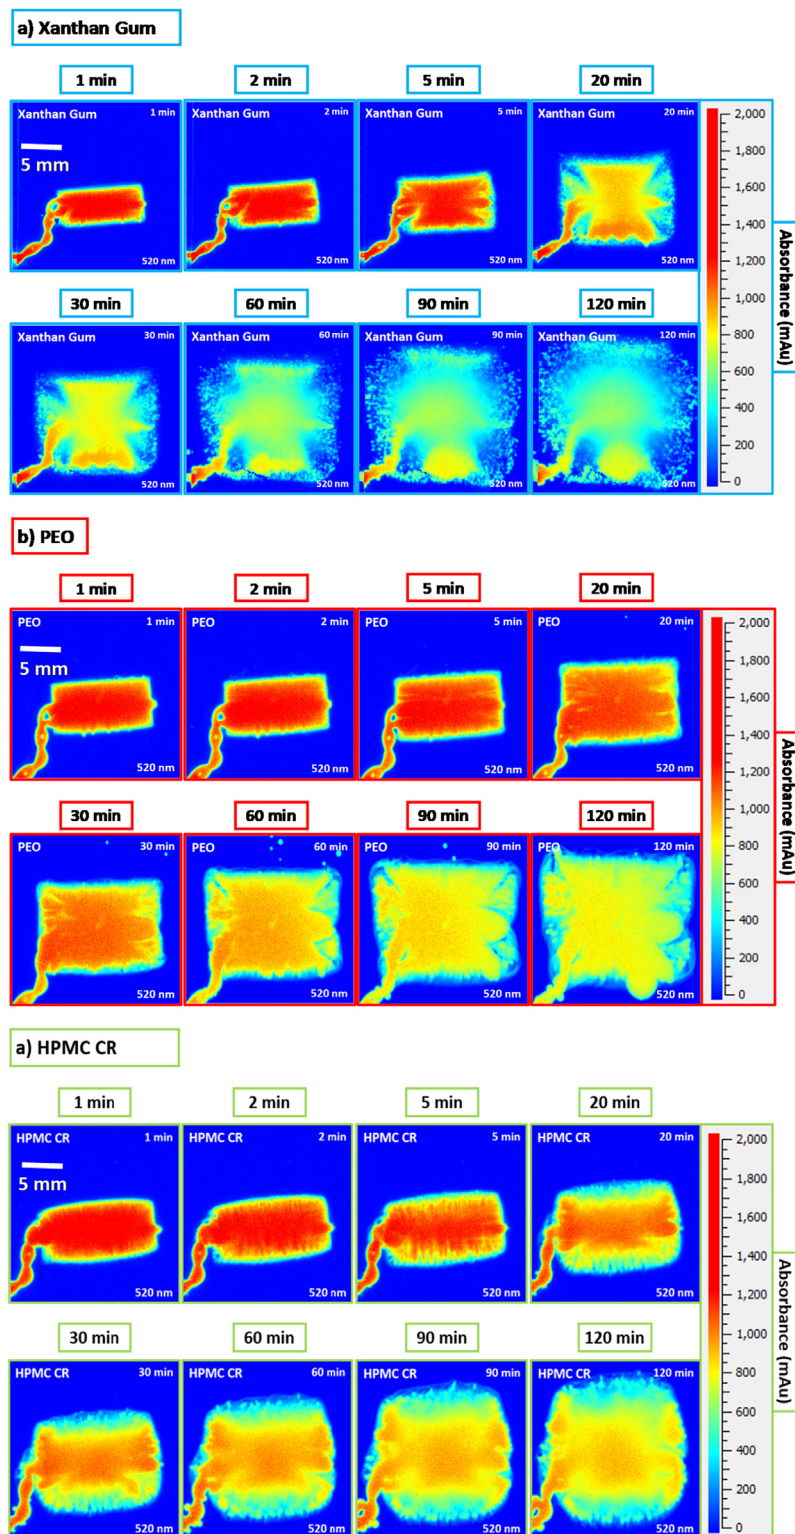 a) Xanthan Gum
1 min 2 min 5 min 20 min
Xanthan Gum 1 min Xanthan Gum 2 min Xanthan Gum 5 min Xanthan Gum 20 min
5 mm
520 nm 520 nm 520 nm 520 nm
30 min 60 min 90 min 120 min
Xanthan Gum 30 min Xanthan Gum 60 min Xanthan Gum 90 min Xanthan Gum 120 min
520 nm 520 nm 520 nm 520 nm
2,000
1,800
1,600
1,400
1,200
1,000
800
600
400
200
0
Absorbance (mAu)
b) PEO
1 min 2 min 5 min 20 min
PEO 1 min PEO 2 min PEO 5 min PEO 20 min
5 mm
520 nm 520 nm 520 nm 520 nm
30 min 60 min 90 min 120 min
PEO 30 min PEO 60 min PEO 90 min PEO 120 min
520 nm 520 nm 520 nm 520 nm
2,000
1,800
1,600
1,400
1,200
1,000
800
600
400
200
0
Absorbance (mAu)
a) HPMC CR
1 min 2 min 5 min 20 min
HPMC CR 1 min HPMC CR 2 min HPMC CR 5 min HPMC CR 20 min
5 mm
520 nm 520 nm 520 nm 520 nm
30 min 60 min 90 min 120 min
HPMC CR 30 min HPMC CR 60 min HPMC CR 90 min HPMC CR 120 min
520 nm 520 nm 520 nm 520 nm
2,000
1,800
1,600
1,400
1,200
1,000
800
600
400
200
0
Absorbance (mAu)